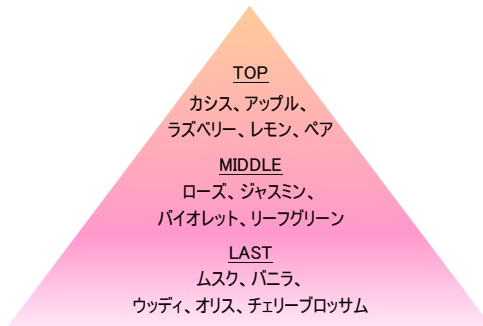 TOP
カシス、アップル、
ラズベリー、レモン、ペア
MIDDLE
ローズ、ジャスミン、
バイオレット、リーフグリーン
LAST
ムスク、バニラ、
ウッディ、オリス、チェリーブロッサム